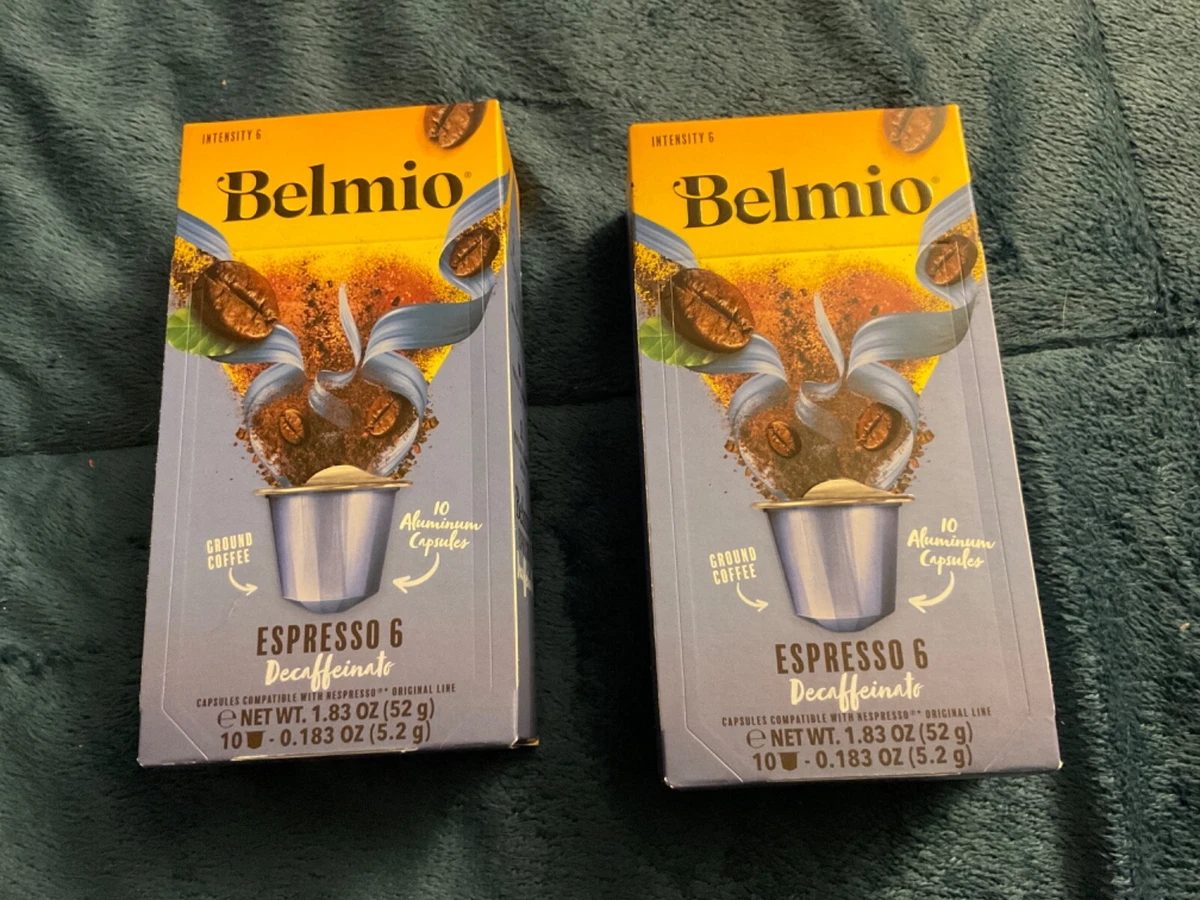 INTENSITY 6
Belmio®
GROUND
COFFEE
10
Aluminum
Capsules
ESPRESSO 6
Decaffeinato
CAPSULES COMPATIBLE WITH NESPRESSO®* ORIGINAL LINE
℮ NET WT. 1.83 OZ (52 g)
10 - 0.183 OZ (5.2 g)
INTENSITY 6
Belmio®
GROUND
COFFEE
10
Aluminum
Capsules
ESPRESSO 6
Decaffeinato
CAPSULES COMPATIBLE WITH NESPRESSO®* ORIGINAL LINE
℮ NET WT. 1.83 OZ (52 g)
10 - 0.183 OZ (5.2 g)